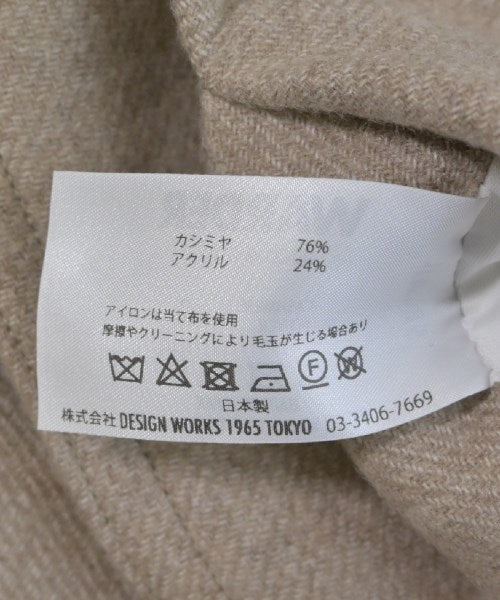 カシミヤ 76%
アクリル 24%
アイロンは当て布を使用
摩擦やクリーニングにより毛玉が生じる場合あり
F W
日本製
株式会社 DESIGN WORKS 1965 TOKYO 03-3406-7669